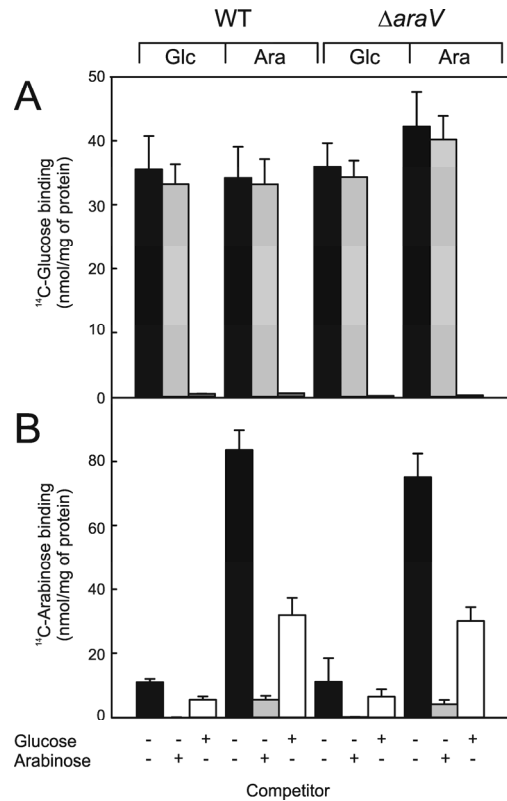 WT ΔaraV
Glc Ara Glc Ara
A
50
40
30
20
10
0
¹⁴C-Glucose binding
(nmol/mg of protein)
B
80
60
40
20
0
¹⁴C-Arabinose binding
(nmol/mg of protein)
Glucose - - + - - + - - + - - +
Arabinose - + - - + - - + - - + -
Competitor